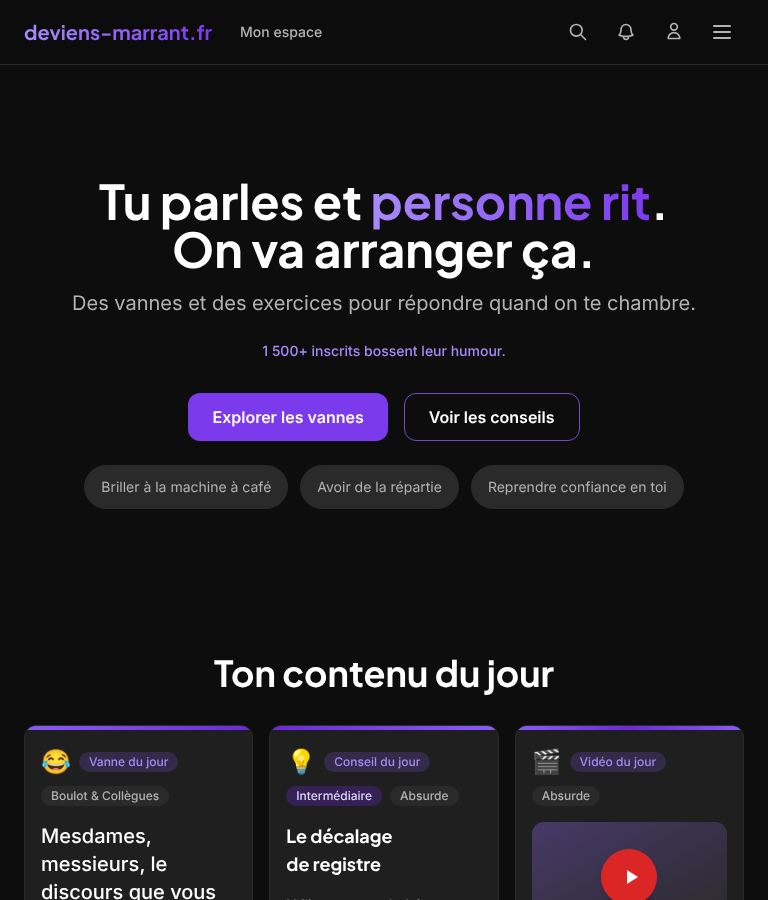 deviens-marrant.fr Mon espace
Tu parles et personne rit.
On va arranger ça.
Des vannes et des exercices pour répondre quand on te chambre.
1 500+ inscrits bossent leur humour.
Explorer les vannes Voir les conseils
Briller à la machine à café Avoir de la répartie Reprendre confiance en toi
Ton contenu du jour
Vanne du jour
Boulot & Collègues
Mesdames,
messieurs, le
discours que vous
Conseil du jour
Intermédiaire Absurde
Le décalage
de registre
Vidéo du jour
Absurde